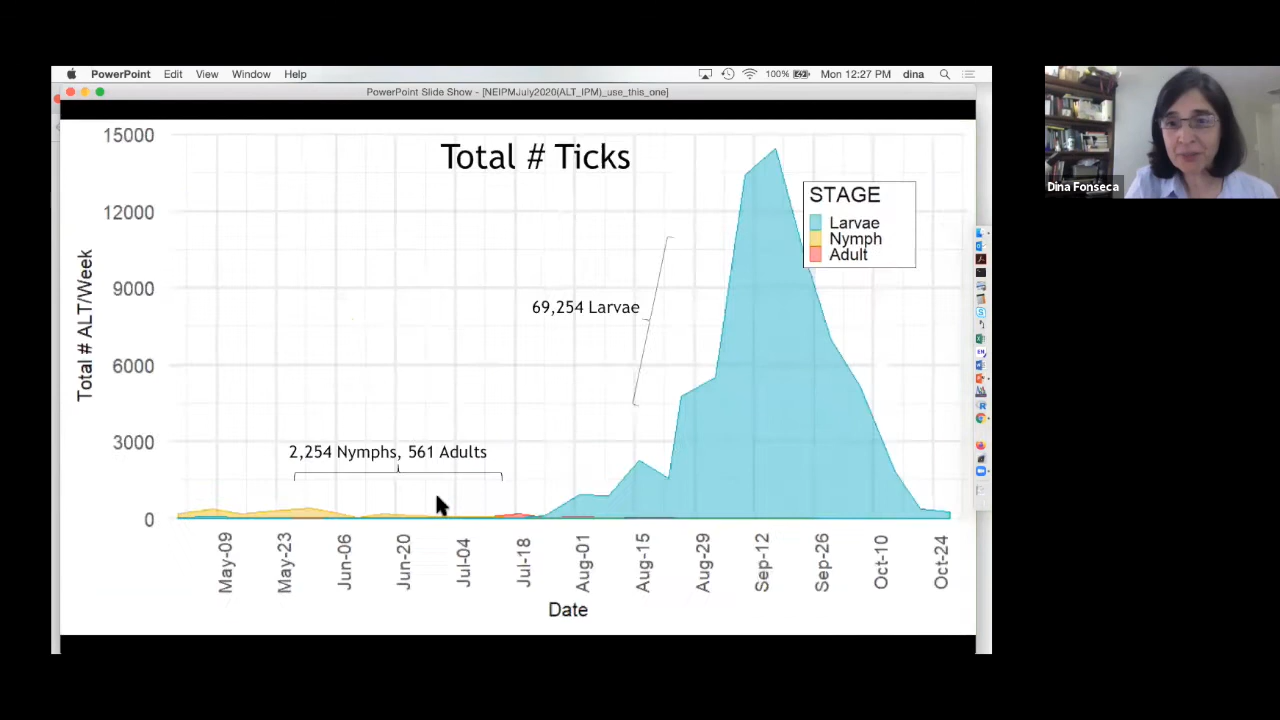 PowerPoint Edit View Window Help 100% Mon 12:27 PM dina
PowerPoint Slide Show - [NEIPMJuly2020(ALT_IPM)_use_this_one]
Total # Ticks
15000
12000
9000
6000
3000
0
Total # ALT/Week
STAGE
Larvae
Nymph
Adult
69,254 Larvae
2,254 Nymphs, 561 Adults
May-09
May-23
Jun-06
Jun-20
Jul-04
Jul-18
Aug-01
Aug-15
Aug-29
Sep-12
Sep-26
Oct-10
Oct-24
Date
Dina Fonseca